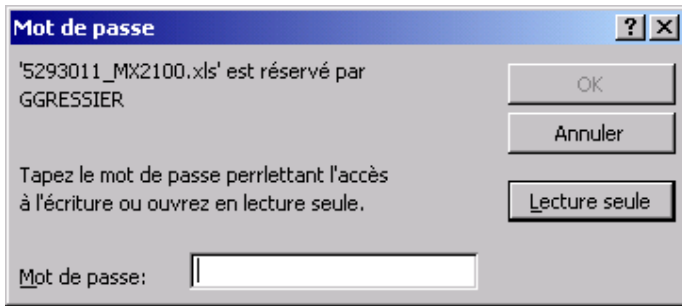 Mot de passe
'5293011_MX2100.xls' est réservé par
GGRESSIER
OK
Annuler
Tapez le mot de passe perrlettant l'accès
à l'écriture ou ouvrez en lecture seule.
Lecture seule
Mot de passe: